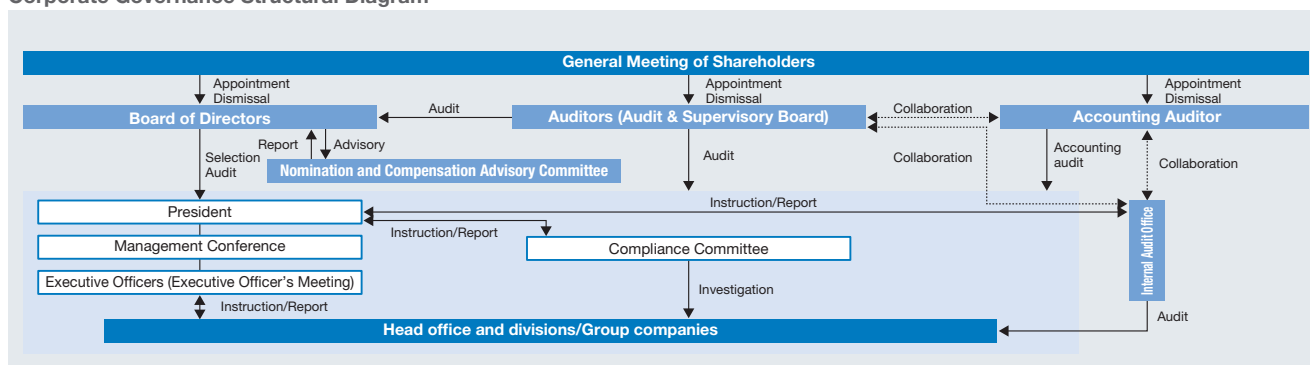 Corporate Governance Structural Diagram
General Meeting of Shareholders
Appointment
Dismissal
Appointment
Dismissal
Appointment
Dismissal
Board of Directors
Audit
Auditors (Audit & Supervisory Board)
Collaboration
Accounting Auditor
Report
Advisory
Selection
Audit
Nomination and Compensation Advisory Committee
Audit
Collaboration
Accounting
audit
Collaboration
President
Instruction/Report
Internal Audit Office
Instruction/Report
Management Conference
Compliance Committee
Executive Officers (Executive Officer's Meeting)
Instruction/Report
Investigation
Head office and divisions/Group companies
Audit